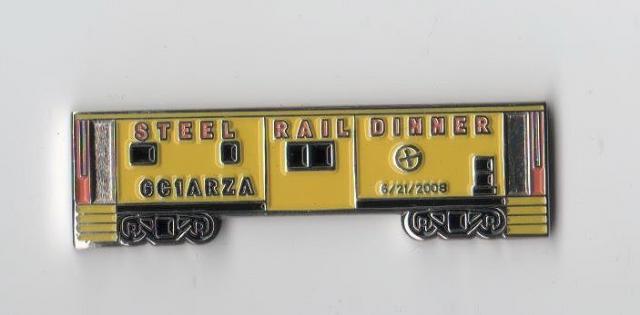 STEEL RAIL DINNER
GC1ARZA
6/21/2008